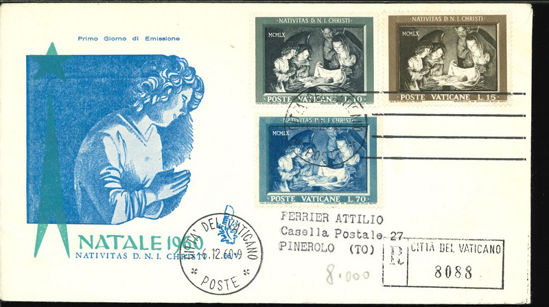 Primo Giorno di Emissione
NATIVITAS D. N. I. CHRISTI
MCMLX
POSTE VATICANE L. 10
NATIVITAS D. N. I. CHRISTI
MCMLX
POSTE VATICANE L. 15
NATIVITAS D. N. I. CHRISTI
MCMLX
POSTE VATICANE L. 70
NATALE 1960
NATIVITAS D. N. I. CHRISTI
CITTA' DEL VATICANO
POSTE
FERRIER ATTILIO
Casella Postale 27
PINEROLO (TO)
R
CITTÀ DEL VATICANO
8088
8.000